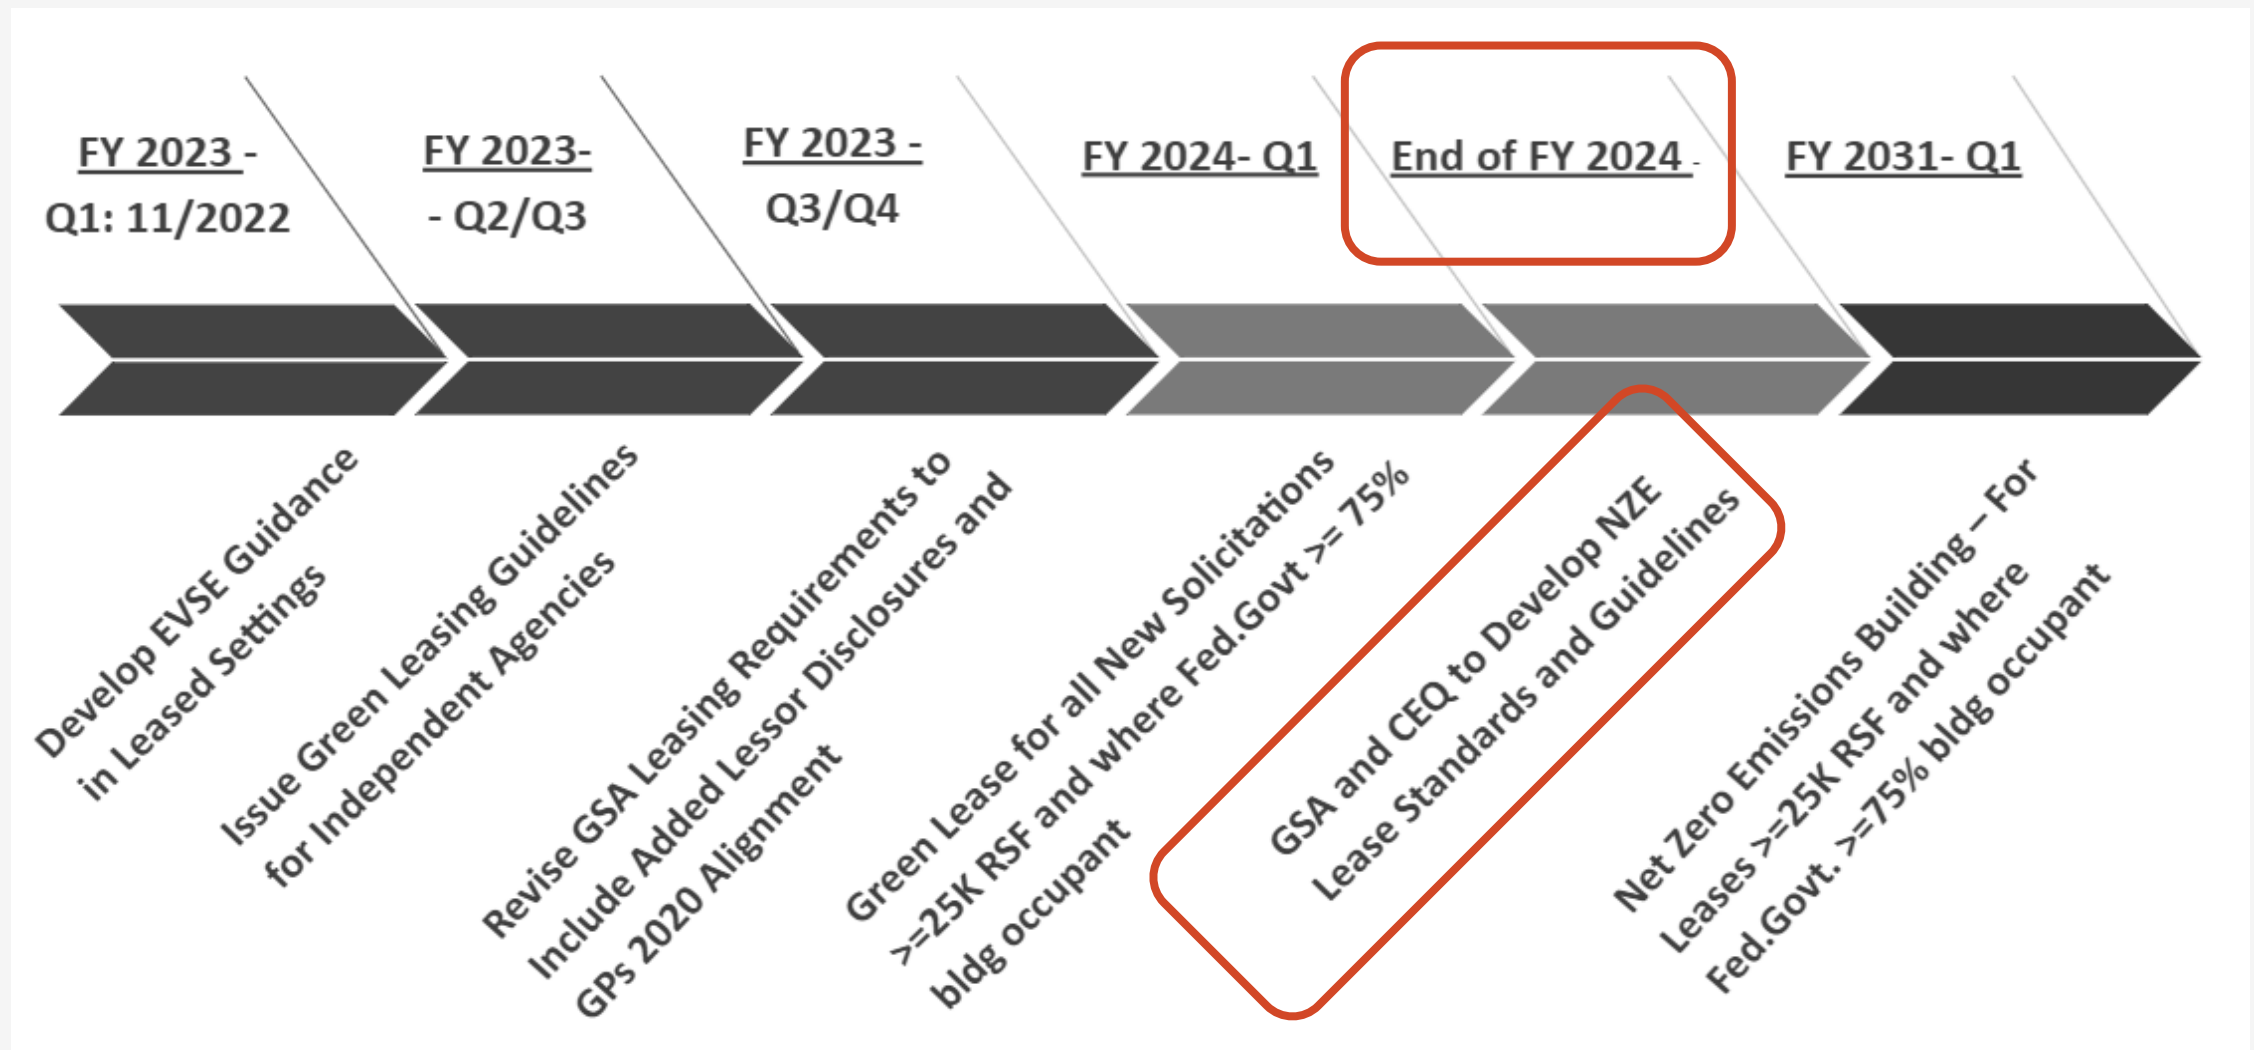 FY 2023 -
Q1: 11/2022
FY 2023-
- Q2/Q3
FY 2023 -
Q3/Q4
FY 2024- Q1
End of FY 2024 -
FY 2031- Q1
Develop EVSE Guidance
in Leased Settings
Issue Green Leasing Guidelines
for Independent Agencies
Revise GSA Leasing Requirements to
Include Added Lessor Disclosures and
GPs 2020 Alignment
Green Lease for all New Solicitations
>=25K RSF and where Fed.Govt >= 75%
bldg occupant
GSA and CEQ to Develop NZE
Lease Standards and Guidelines
Net Zero Emissions Building – For
Leases >=25K RSF and where
Fed.Govt. >=75% bldg occupant